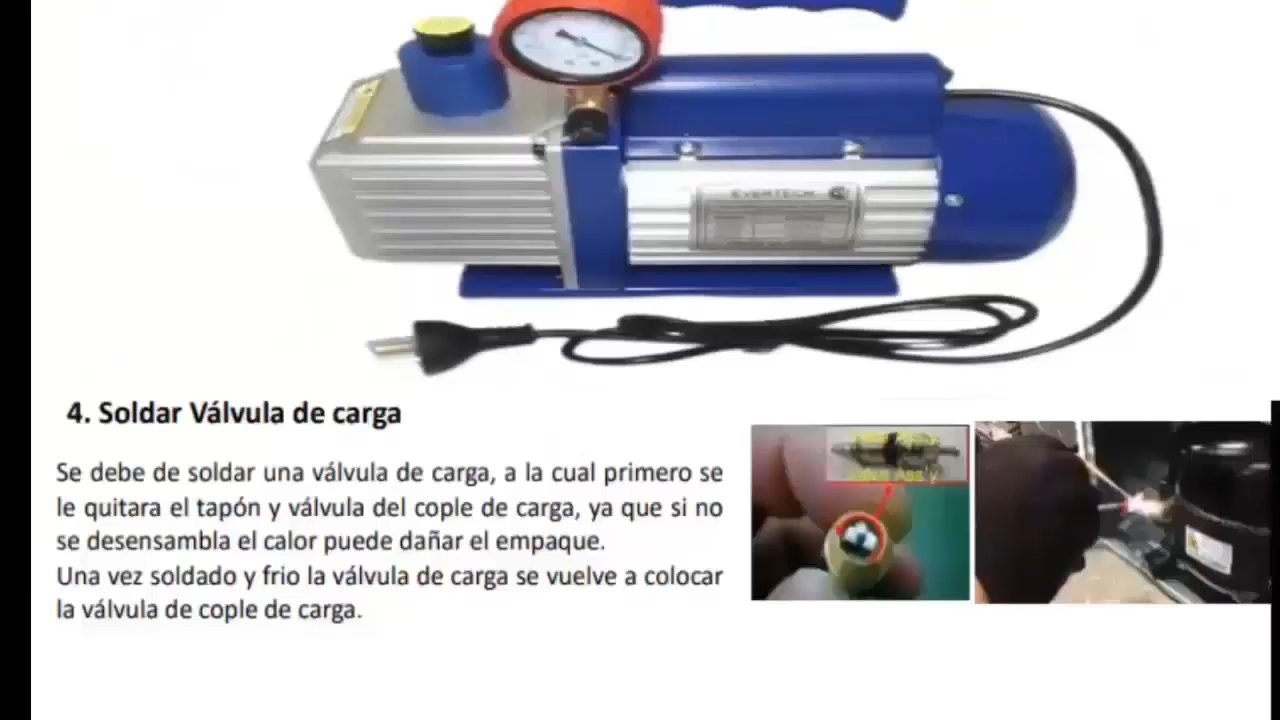 EVERTECH
4. Soldar Válvula de carga
Se debe de soldar una válvula de carga, a la cual primero se
le quitara el tapón y válvula del cople de carga, ya que si no
se desensambla el calor puede dañar el empaque.
Una vez soldado y frio la válvula de carga se vuelve a colocar
la válvula de cople de carga.